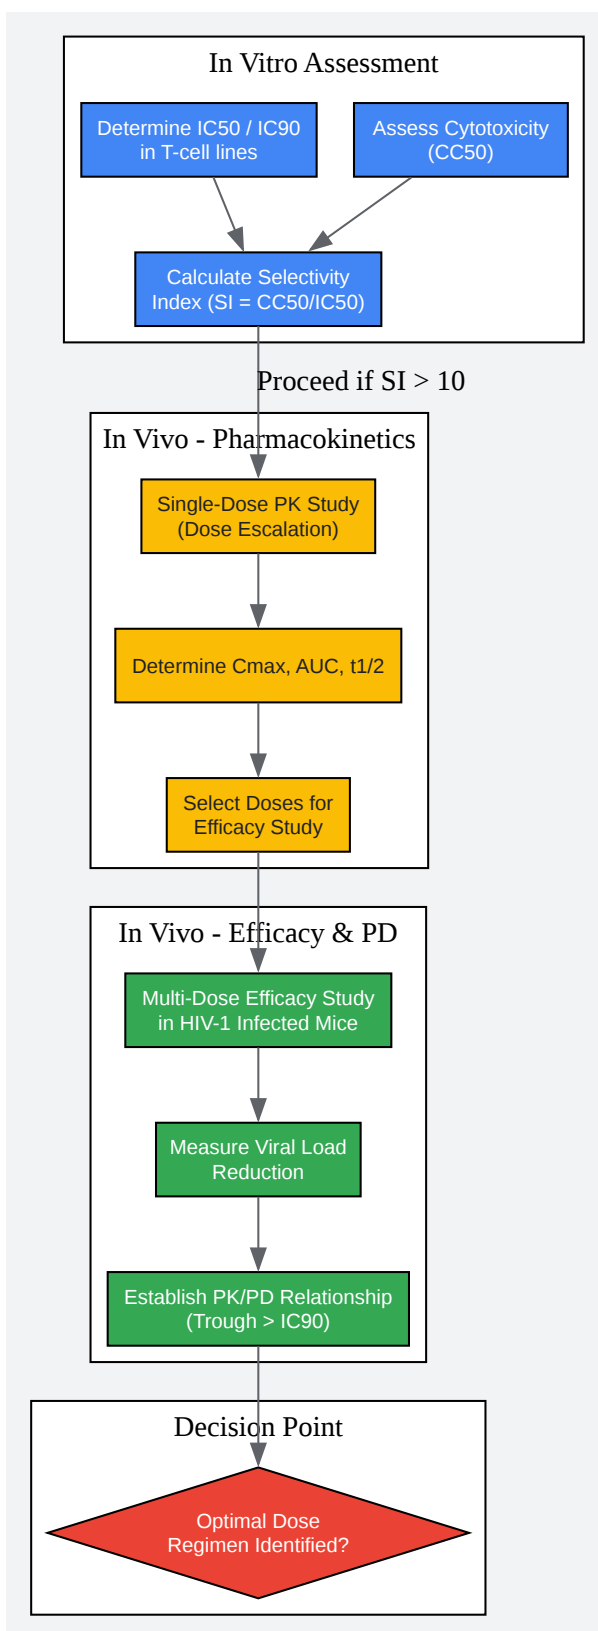 In Vitro Assessment
Determine IC50 / IC90
in T-cell lines
Assess Cytotoxicity
(CC50)
Calculate Selectivity
Index (SI = CC50/IC50)
Proceed if SI > 10
In Vivo - Pharmacokinetics
Single-Dose PK Study
(Dose Escalation)
Determine Cmax, AUC, t1/2
Select Doses for
Efficacy Study
In Vivo - Efficacy & PD
Multi-Dose Efficacy Study
in HIV-1 Infected Mice
Measure Viral Load
Reduction
Establish PK/PD Relationship
(Trough > IC90)
Decision Point
Optimal Dose
Regimen Identified?